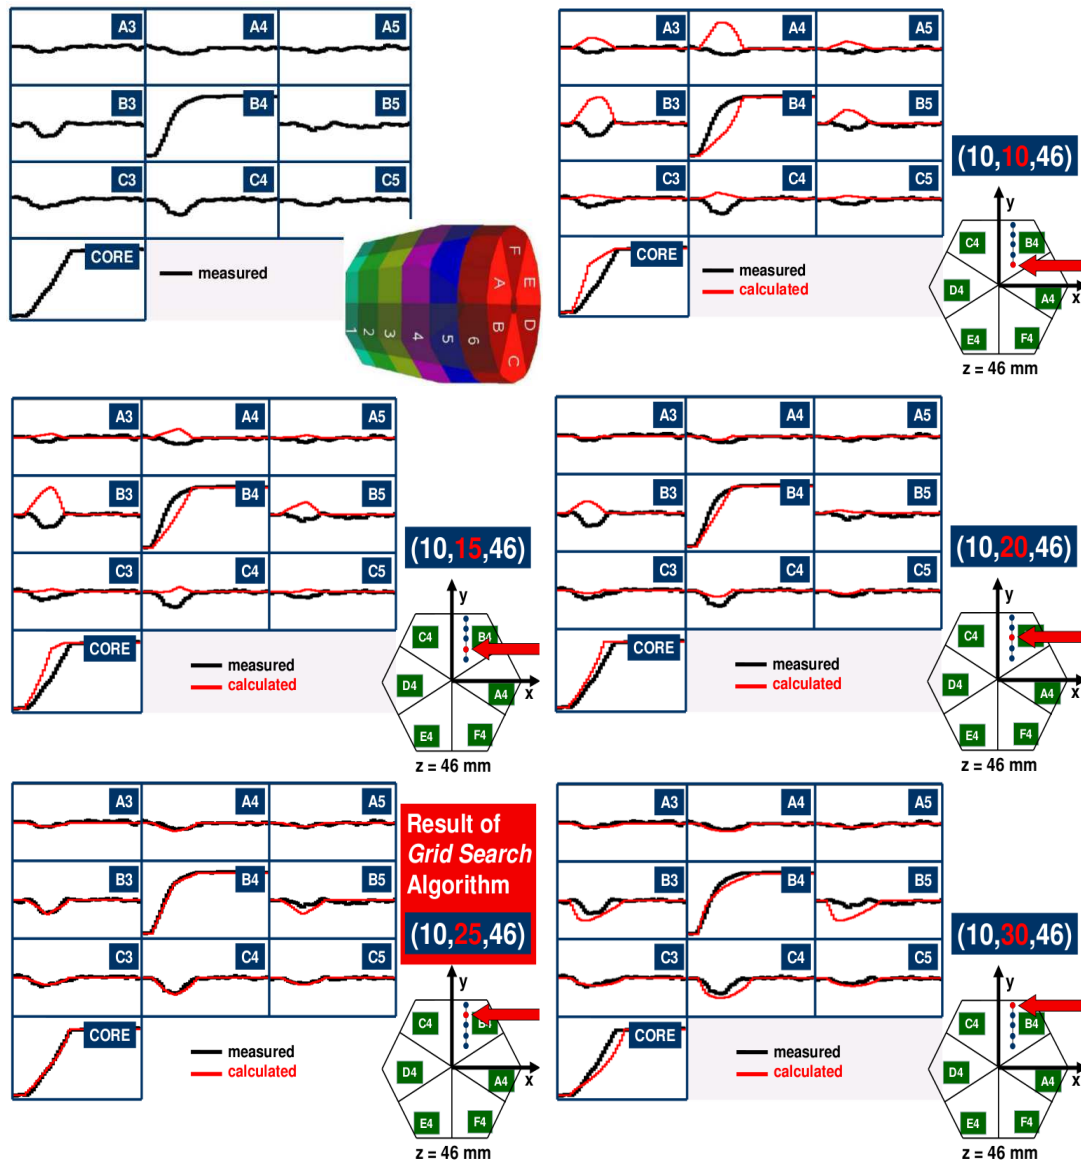 A3 A4 A5
B3 B4 B5
C3 C4 C5
CORE
measured
F
A E
B D
C
1 2 3 4 5 6
A3 A4 A5
B3 B4 B5
C3 C4 C5
CORE
measured
calculated
(10,10,46)
y
C4 B4
D4 A4
x
E4 F4
z = 46 mm
A3 A4 A5
B3 B4 B5
C3 C4 C5
CORE
measured
calculated
(10,15,46)
y
C4 B4
D4 A4
x
E4 F4
z = 46 mm
A3 A4 A5
B3 B4 B5
C3 C4 C5
CORE
measured
calculated
(10,20,46)
y
C4
D4 A4
x
E4 F4
z = 46 mm
A3 A4 A5
B3 B4 B5
C3 C4 C5
CORE
measured
calculated
Result of
Grid Search
Algorithm
(10,25,46)
y
C4 B4
D4 A4
x
E4 F4
z = 46 mm
A3 A4 A5
B3 B4 B5
C3 C4 C5
CORE
measured
calculated
(10,30,46)
y
C4 B4
D4 A4
x
E4 F4
z = 46 mm